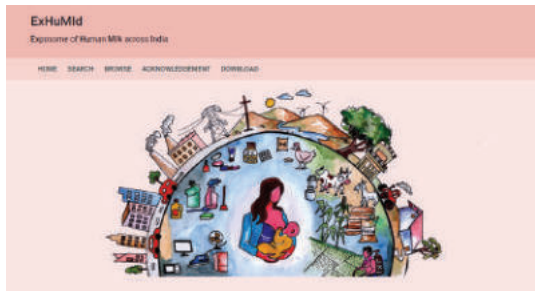 ExHuMId
Exposome of Human Milk across India
HOME SEARCH BROWSE ACKNOWLEDGEMENT DOWNLOAD